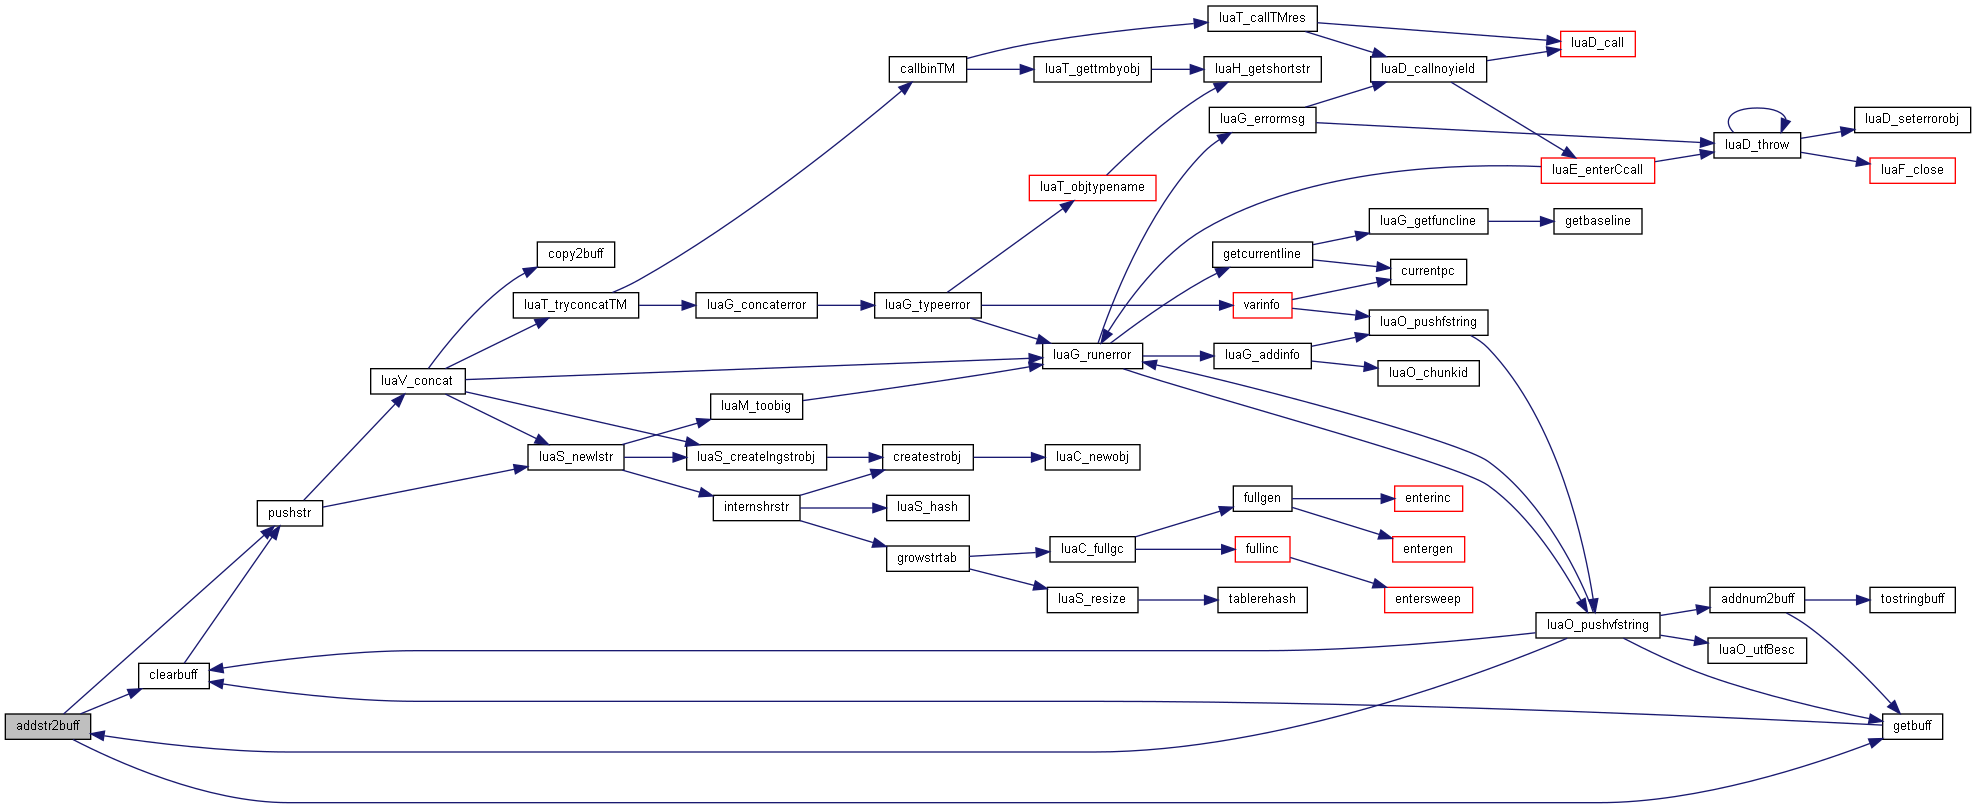 luaT_callTMres
luaD_call
callbinTM
luaT_gettmbyobj
luaH_getshortstr
luaD_callnoyield
luaG_errormsg
luaD_seterrorobj
luaD_throw
luaE_enterCcall
luaF_close
luaT_objtypename
luaG_getfuncline
getbaseline
copy2buff
getcurrentline
currentpc
luaT_tryconcatTM
luaG_concaterror
luaG_typeerror
varinfo
luaO_pushfstring
luaG_runerror
luaG_addinfo
luaO_chunkid
luaV_concat
luaM_toobig
luaS_newlstr
luaS_createlngstrobj
createstrobj
luaC_newobj
fullgen
enterinc
internshrstr
luaS_hash
pushstr
growstrtab
luaC_fullgc
fullinc
entergen
luaS_resize
tablerehash
entersweep
addnum2buff
tostringbuff
luaO_pushvfstring
luaO_utf8esc
clearbuff
addstr2buff
getbuff